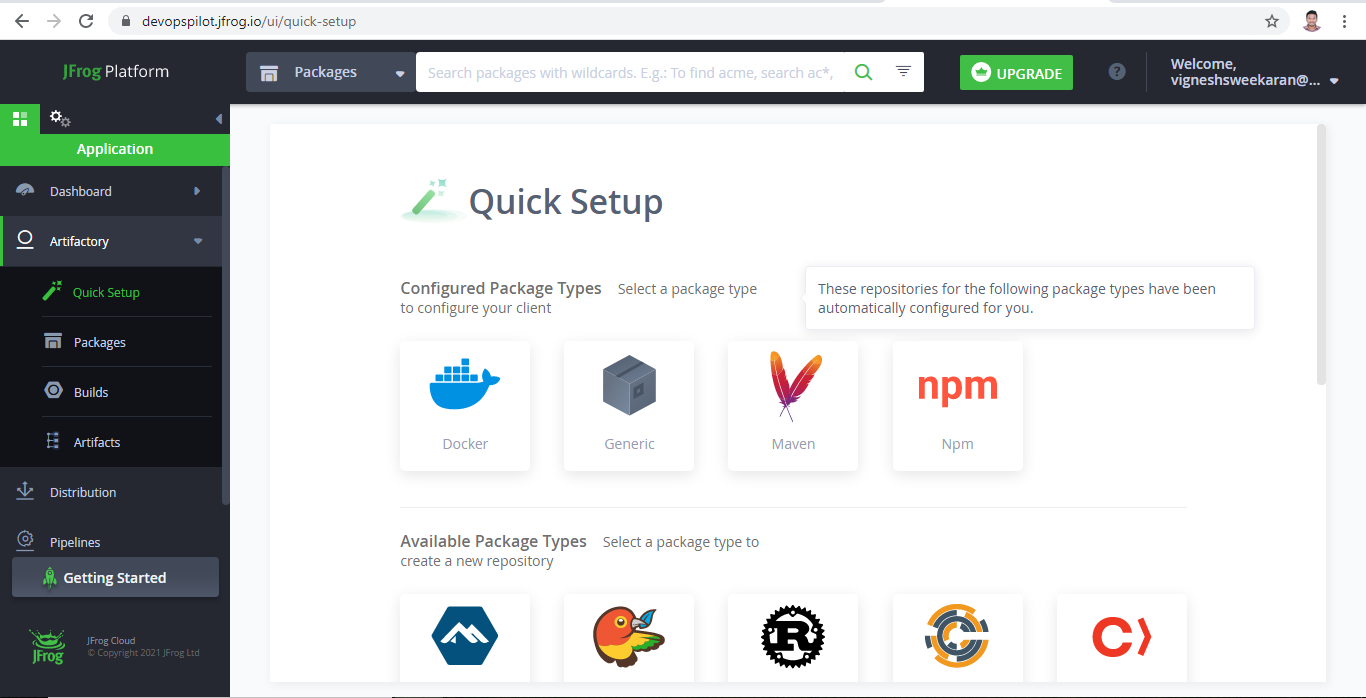 devopspilot.jfrog.io/ui/quick-setup
JFrog Platform
Packages
Search packages with wildcards. E.g.: To find acme, search ac*,
UPGRADE
?
Welcome,
vigneshsweekaran@...
Application
Dashboard
Artifactory
Quick Setup
Packages
Builds
Artifacts
Distribution
Pipelines
Getting Started
JFrog
JFrog Cloud
© Copyright 2021 JFrog Ltd
Quick Setup
Configured Package Types Select a package type
to configure your client
These repositories for the following package types have been
automatically configured for you.
Docker
Generic
Maven
npm
Npm
Available Package Types Select a package type to
create a new repository
R